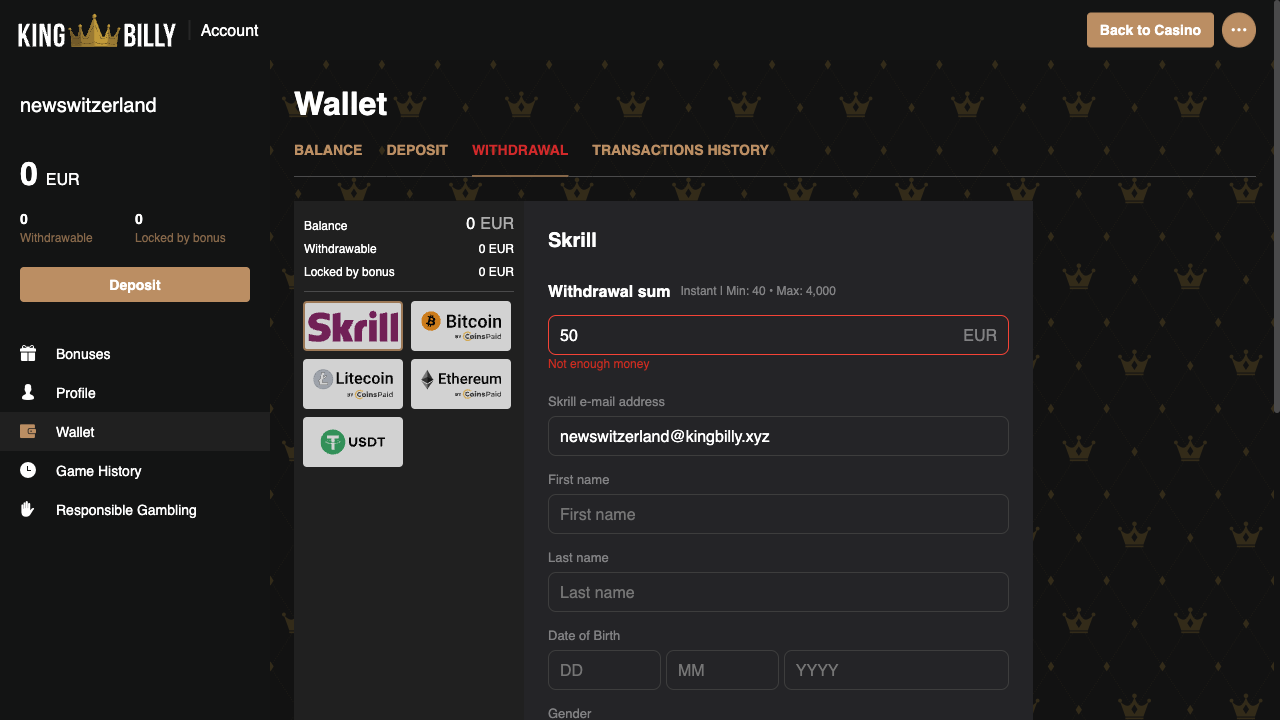 KING BILLY
Account
Back to Casino
newswitzerland
0 EUR
0
Withdrawable
0
Locked by bonus
Deposit
Bonuses
Profile
Wallet
Game History
Responsible Gambling
Wallet
BALANCE DEPOSIT WITHDRAWAL TRANSACTIONS HISTORY
Balance 0 EUR
Withdrawable 0 EUR
Locked by bonus 0 EUR
Skrill
Bitcoin
BY CoinsPaid
Litecoin
BY CoinsPaid
Ethereum
BY CoinsPaid
USDT
Skrill
Withdrawal sum Instant | Min: 40 • Max: 4,000
50 EUR
Not enough money
Skrill e-mail address
newswitzerland@kingbilly.xyz
First name
First name
Last name
Last name
Date of Birth
DD MM YYYY
Gender